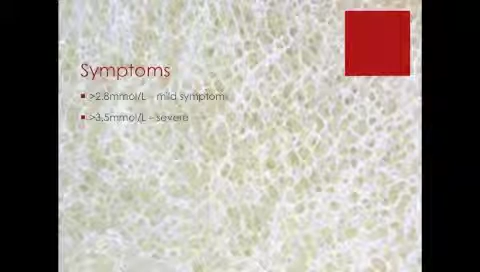 Symptoms
>2.8mmol/L – mild symptom
>3.5mmol/L – severe